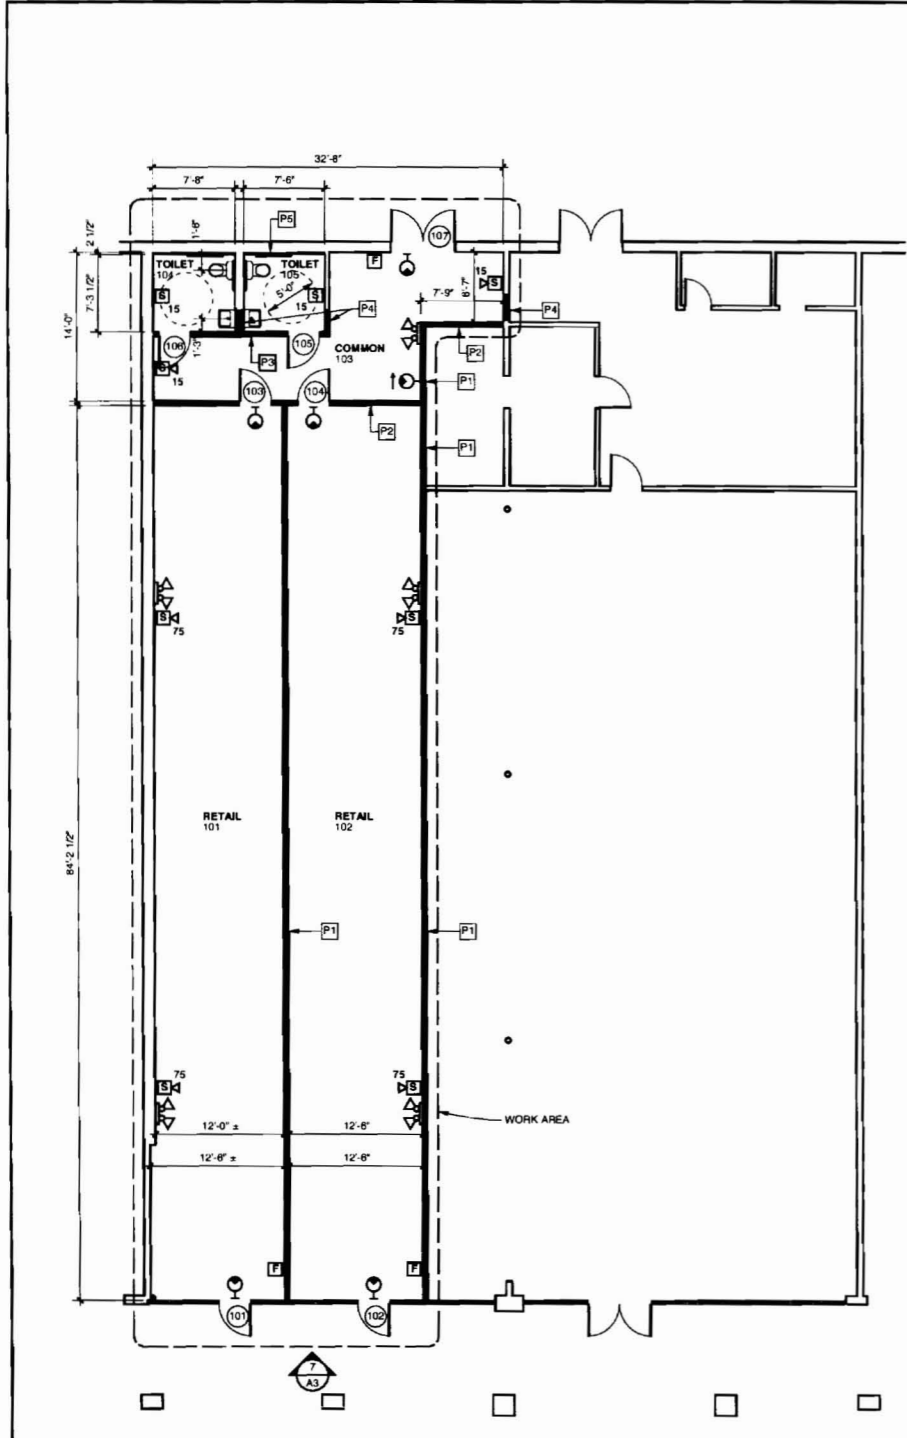 32'-8"
7'-8"
7'-6"
P5
107
2 1/2"
1'-6"
TOILET
104
TOILET
105
F
S
15
5'-0"
S
15
15
S
7'-9"
6'-7"
7'-3 1/2"
14'-0"
P4
P4
106
1'-3"
105
P3
COMMON
103
P2
S
15
103
104
P1
P2
P1
S
75
75
S
RETAIL
101
RETAIL
102
84'-2 1/2"
P1
P1
75
S
75
S
WORK AREA
12'-0" ±
12'-6"
12'-6" ±
12'-6"
F
F
101
102
7
A3